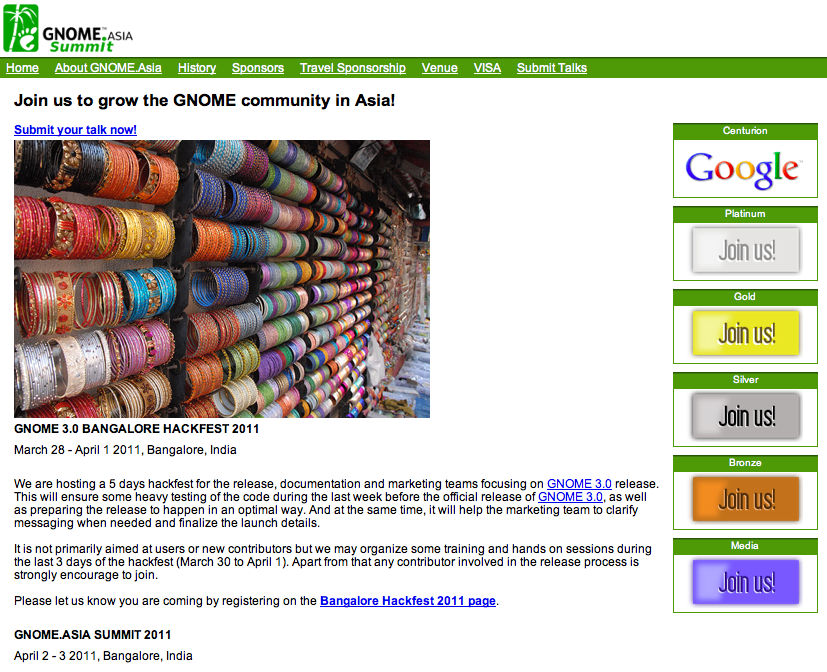 GNOME.ASIA
Summit
Home About GNOME.Asia History Sponsors Travel Sponsorship Venue VISA Submit Talks
Join us to grow the GNOME community in Asia!
Submit your talk now!
GNOME 3.0 BANGALORE HACKFEST 2011
March 28 - April 1 2011, Bangalore, India
We are hosting a 5 days hackfest for the release, documentation and marketing teams focusing on GNOME 3.0 release.
This will ensure some heavy testing of the code during the last week before the official release of GNOME 3.0, as well
as preparing the release to happen in an optimal way. And at the same time, it will help the marketing team to clarify
messaging when needed and finalize the launch details.
It is not primarily aimed at users or new contributors but we may organize some training and hands on sessions during
the last 3 days of the hackfest (March 30 to April 1). Apart from that any contributor involved in the release process is
strongly encourage to join.
Please let us know you are coming by registering on the Bangalore Hackfest 2011 page.
GNOME.ASIA SUMMIT 2011
April 2 - 3 2011, Bangalore, India
Centurion
Google
Platinum
Join us!
Gold
Join us!
Silver
Join us!
Bronze
Join us!
Media
Join us!